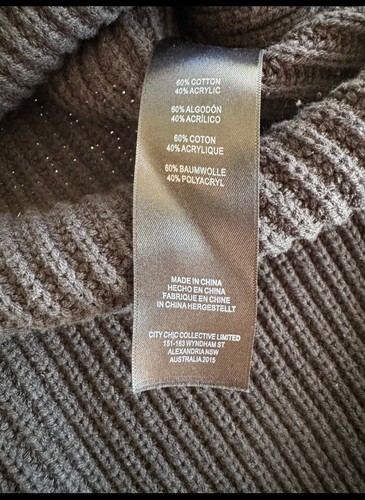 60% COTTON
40% ACRYLIC
60% ALGODÓN
40% ACRÍLICO
60% COTON
40% ACRYLIQUE
60% BAUMWOLLE
40% POLYACRYL
MADE IN CHINA
HECHO EN CHINA
FABRIQUE EN CHINE
IN CHINA HERGESTELLT
CITY CHIC COLLECTIVE LIMITED
151-163 WYNDHAM ST
ALEXANDRIA NSW
AUSTRALIA 2015